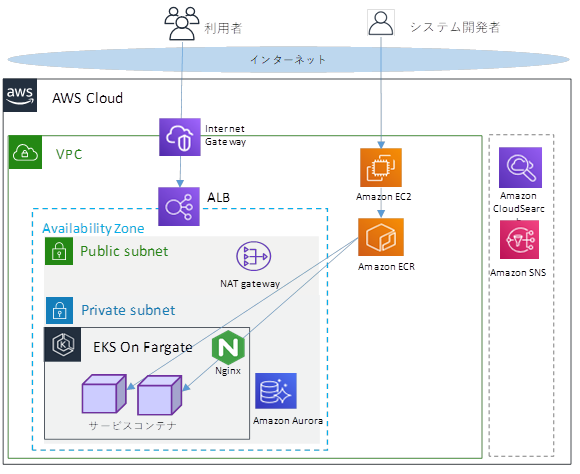 利用者
システム開発者
インターネット
aws
AWS Cloud
Internet
Gateway
VPC
ALB
Amazon EC2
Amazon
CloudSearc
Availability Zone
Public subnet
NAT gateway
Amazon ECR
Amazon SNS
Private subnet
EKS On Fargate
Nginx
サービスコンテナ
Amazon Aurora